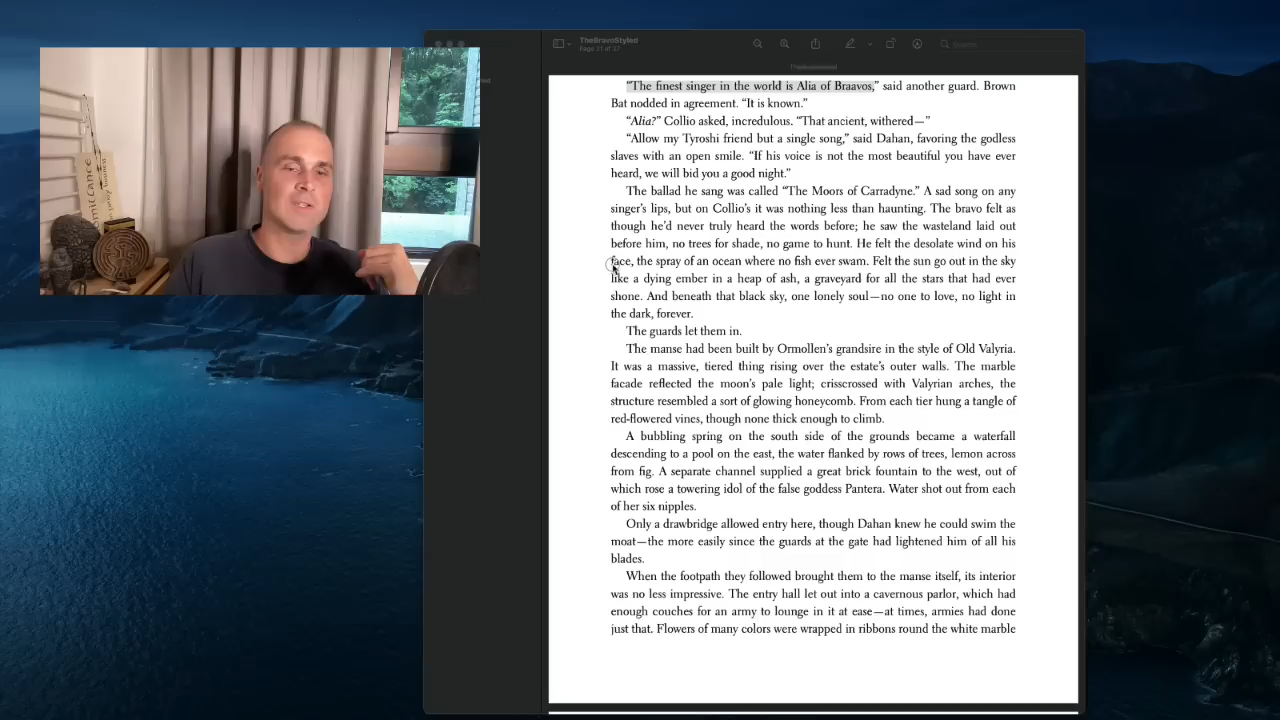 TheBravoStyled
Page 21 of 37
Search
“The finest singer in the world is Alia of Braavos,” said another guard. Brown
Bat nodded in agreement. “It is known.”
“Alia?” Collio asked, incredulous. “That ancient, withered—”
“Allow my Tyroshi friend but a single song,” said Dahan, favoring the godless
slaves with an open smile. “If his voice is not the most beautiful you have ever
heard, we will bid you a good night.”
The ballad he sang was called “The Moors of Carradyne.” A sad song on any
singer’s lips, but on Collio’s it was nothing less than haunting. The bravo felt as
though he’d never truly heard the words before; he saw the wasteland laid out
before him, no trees for shade, no game to hunt. He felt the desolate wind on his
face, the spray of an ocean where no fish ever swam. Felt the sun go out in the sky
like a dying ember in a heap of ash, a graveyard for all the stars that had ever
shone. And beneath that black sky, one lonely soul—no one to love, no light in
the dark, forever.
The guards let them in.
The manse had been built by Ormollen’s grandsire in the style of Old Valyria.
It was a massive, tiered thing rising over the estate’s outer walls. The marble
facade reflected the moon’s pale light; crisscrossed with Valyrian arches, the
structure resembled a sort of glowing honeycomb. From each tier hung a tangle of
red-flowered vines, though none thick enough to climb.
A bubbling spring on the south side of the grounds became a waterfall
descending to a pool on the east, the water flanked by rows of trees, lemon across
from fig. A separate channel supplied a great brick fountain to the west, out of
which rose a towering idol of the false goddess Pantera. Water shot out from each
of her six nipples.
Only a drawbridge allowed entry here, though Dahan knew he could swim the
moat—the more easily since the guards at the gate had lightened him of all his
blades.
When the footpath they followed brought them to the manse itself, its interior
was no less impressive. The entry hall let out into a cavernous parlor, which had
enough couches for an army to lounge in it at ease—at times, armies had done
just that. Flowers of many colors were wrapped in ribbons round the white marble